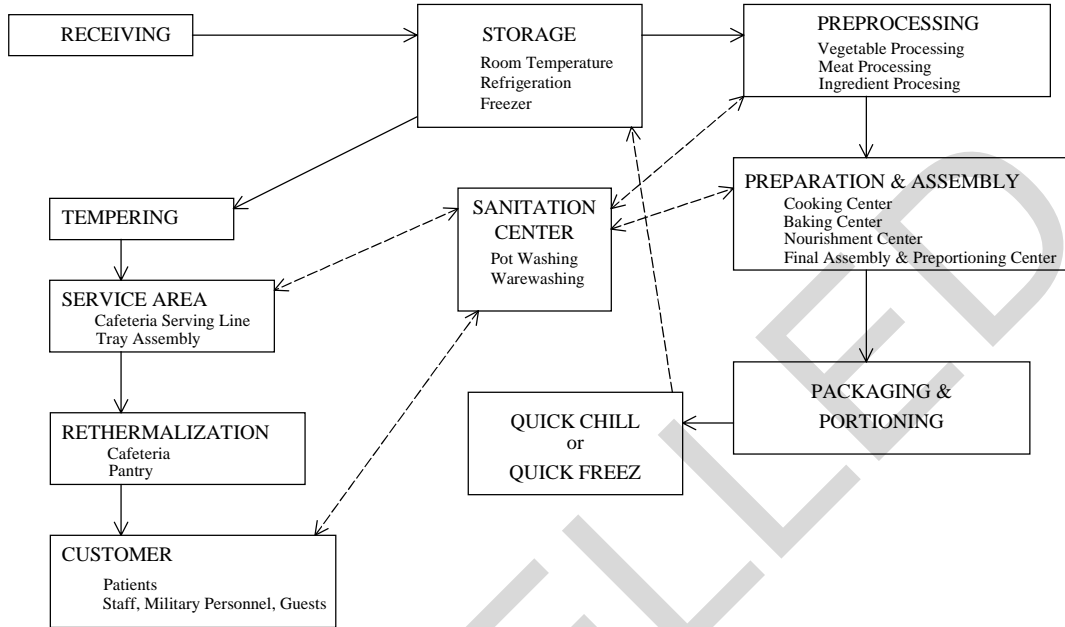 RECEIVING
STORAGE
Room Temperature
Refrigeration
Freezer
PREPROCESSING
Vegetable Processing
Meat Processing
Ingredient Procesing
TEMPERING
SANITATION
CENTER
Pot Washing
Warewashing
PREPARATION & ASSEMBLY
Cooking Center
Baking Center
Nourishment Center
Final Assembly & Preportioning Center
SERVICE AREA
Cafeteria Serving Line
Tray Assembly
RETHERMALIZATION
Cafeteria
Pantry
QUICK CHILL
or
QUICK FREEZ
PACKAGING &
PORTIONING
CUSTOMER
Patients
Staff, Military Personnel, Guests
ELLED